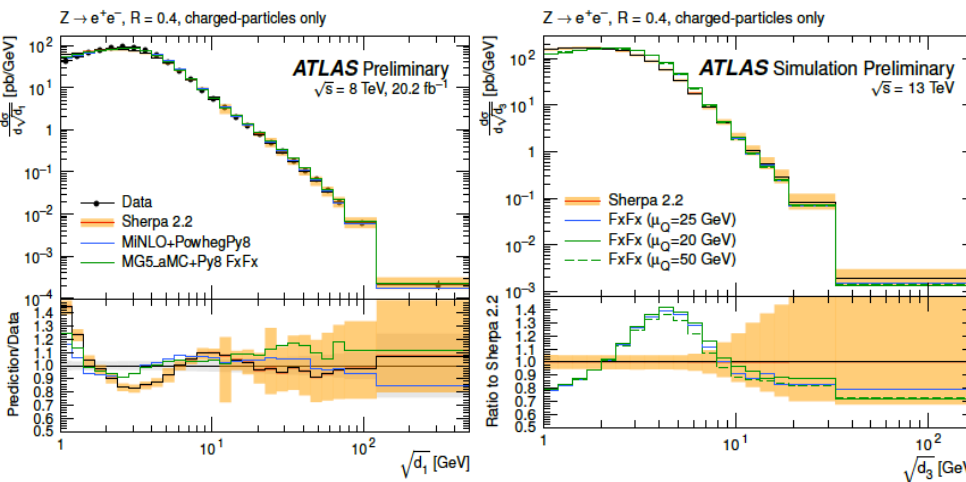 Z → e⁺e⁻, R = 0.4, charged-particles only
dσ/d√d₁ [pb/GeV]
10²
10
1
10⁻¹
10⁻²
10⁻³
10⁻⁴
ATLAS Preliminary
√s = 8 TeV, 20.2 fb⁻¹
Data
Sherpa 2.2
MiNLO+PowhegPy8
MG5_aMC+Py8 FxFx
Prediction/Data
1.4
1.3
1.2
1.1
1.0
0.9
0.8
0.7
0.6
0.5
1
10¹
10²
√d₁ [GeV]
Z → e⁺e⁻, R = 0.4, charged-particles only
[pb/GeV]
10²
10¹
1
10⁻¹
10⁻²
10⁻³
ATLAS Simulation Preliminary
√s = 13 TeV
Sherpa 2.2
FxFx (μQ=25 GeV)
FxFx (μQ=20 GeV)
FxFx (μQ=50 GeV)
Ratio to Sherpa 2.2
1.4
1.3
1.2
1.1
1.0
0.9
0.8
0.7
0.6
0.5
1
10¹
10²
√d₃ [GeV